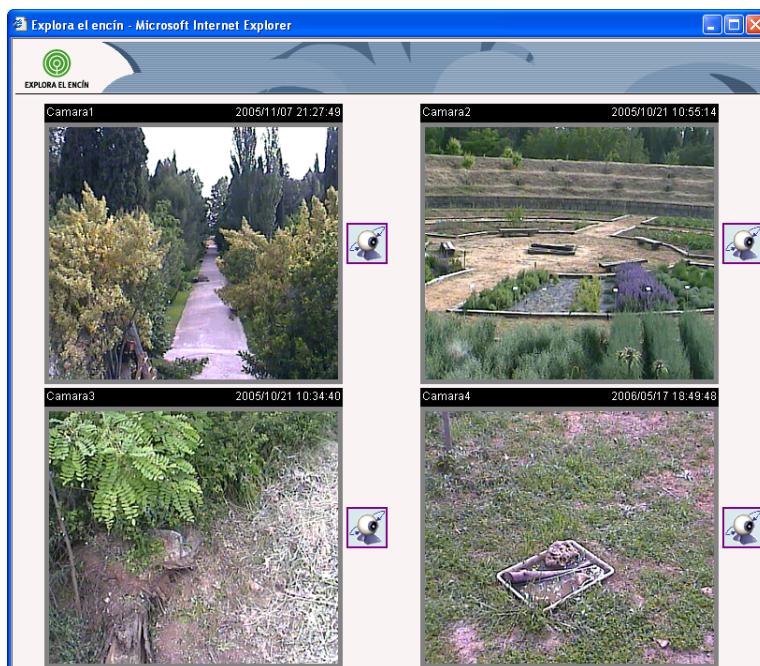 Explora el encín - Microsoft Internet Explorer
EXPLORA EL ENCÍN
Camara1 2005/11/07 21:27:49
Camara2 2005/10/21 10:55:14
Camara3 2005/10/21 10:34:40
Camara4 2006/05/17 18:49:48